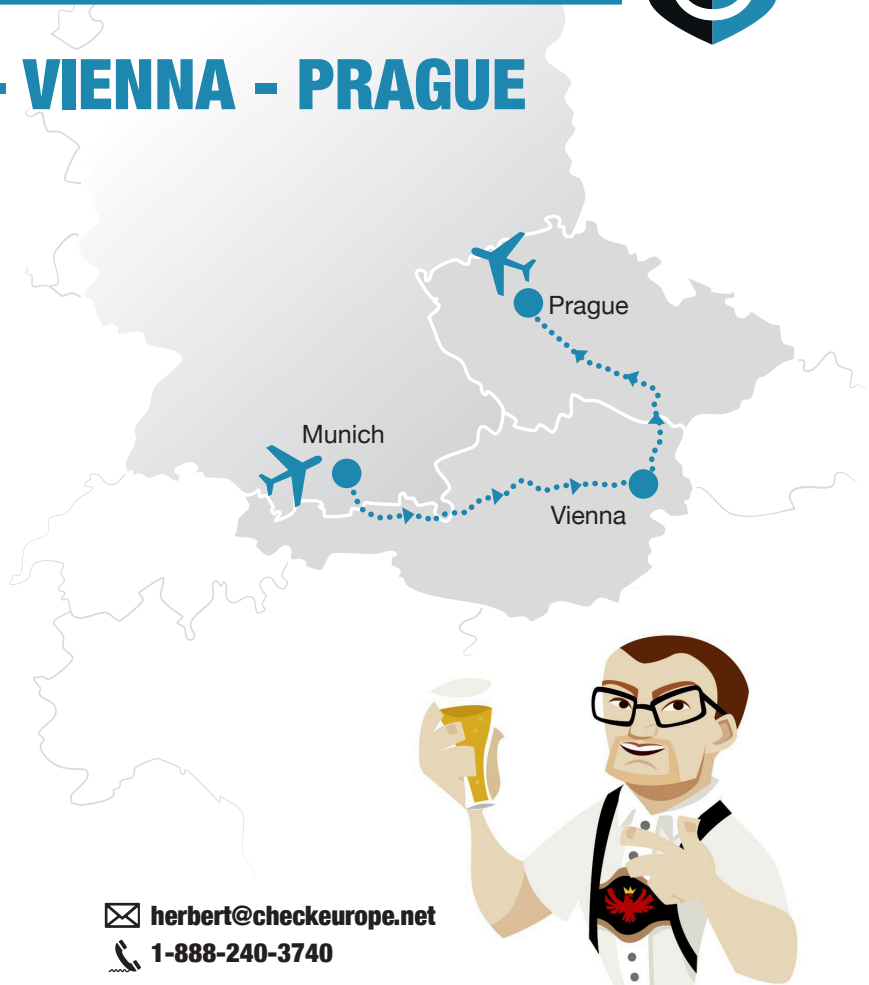 - VIENNA - PRAGUE
Prague
Munich
Vienna
herbert@checkeurope.net
1-888-240-3740